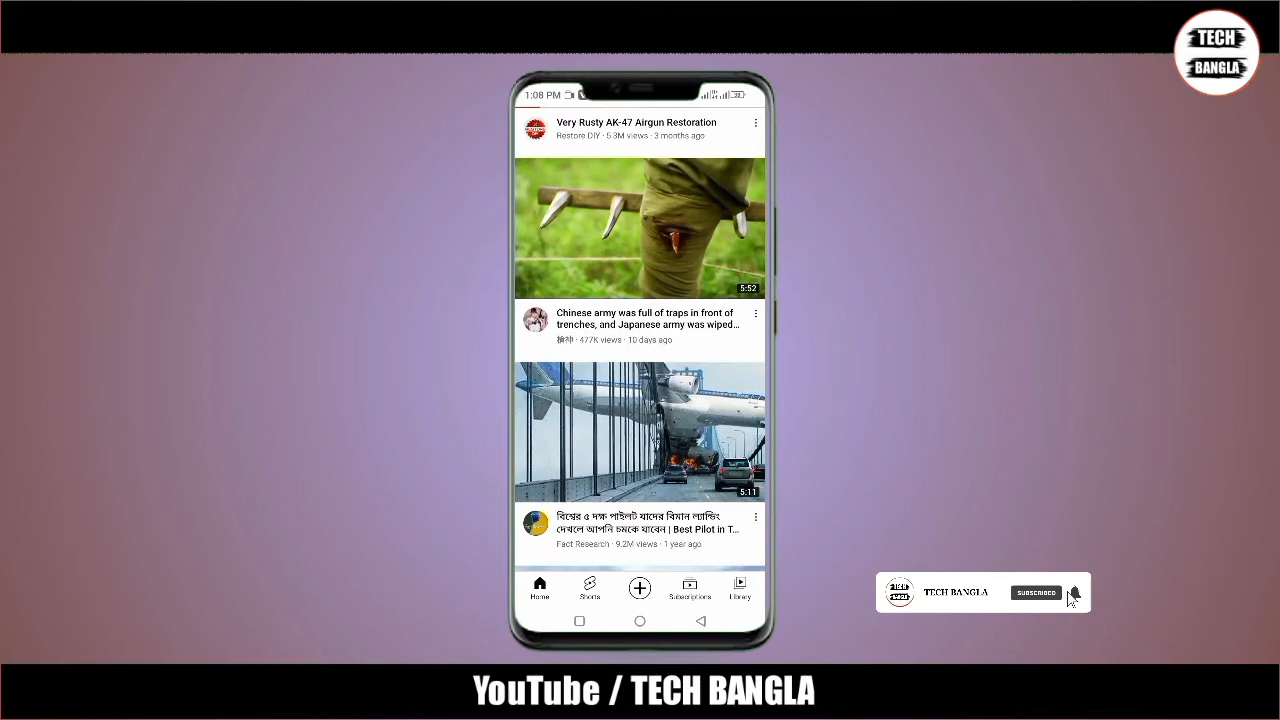 TECH
BANGLA
1:08 PM
Very Rusty AK-47 Airgun Restoration
Restore DIY · 5.3M views · 3 months ago
5:52
Chinese army was full of traps in front of
trenches, and Japanese army was wiped...
477K views · 10 days ago
5:11
বিশ্বের ৫ দক্ষ পাইলট যাদের বিমান ল্যান্ডিং
দেখলে আপনি চমকে যাবেন | Best Pilot in T...
Fact Research · 9.2M views · 1 year ago
Home
Shorts
Subscriptions
Library
TECH
BANGLA
TECH BANGLA
SUBSCRIBED
YouTube / TECH BANGLA